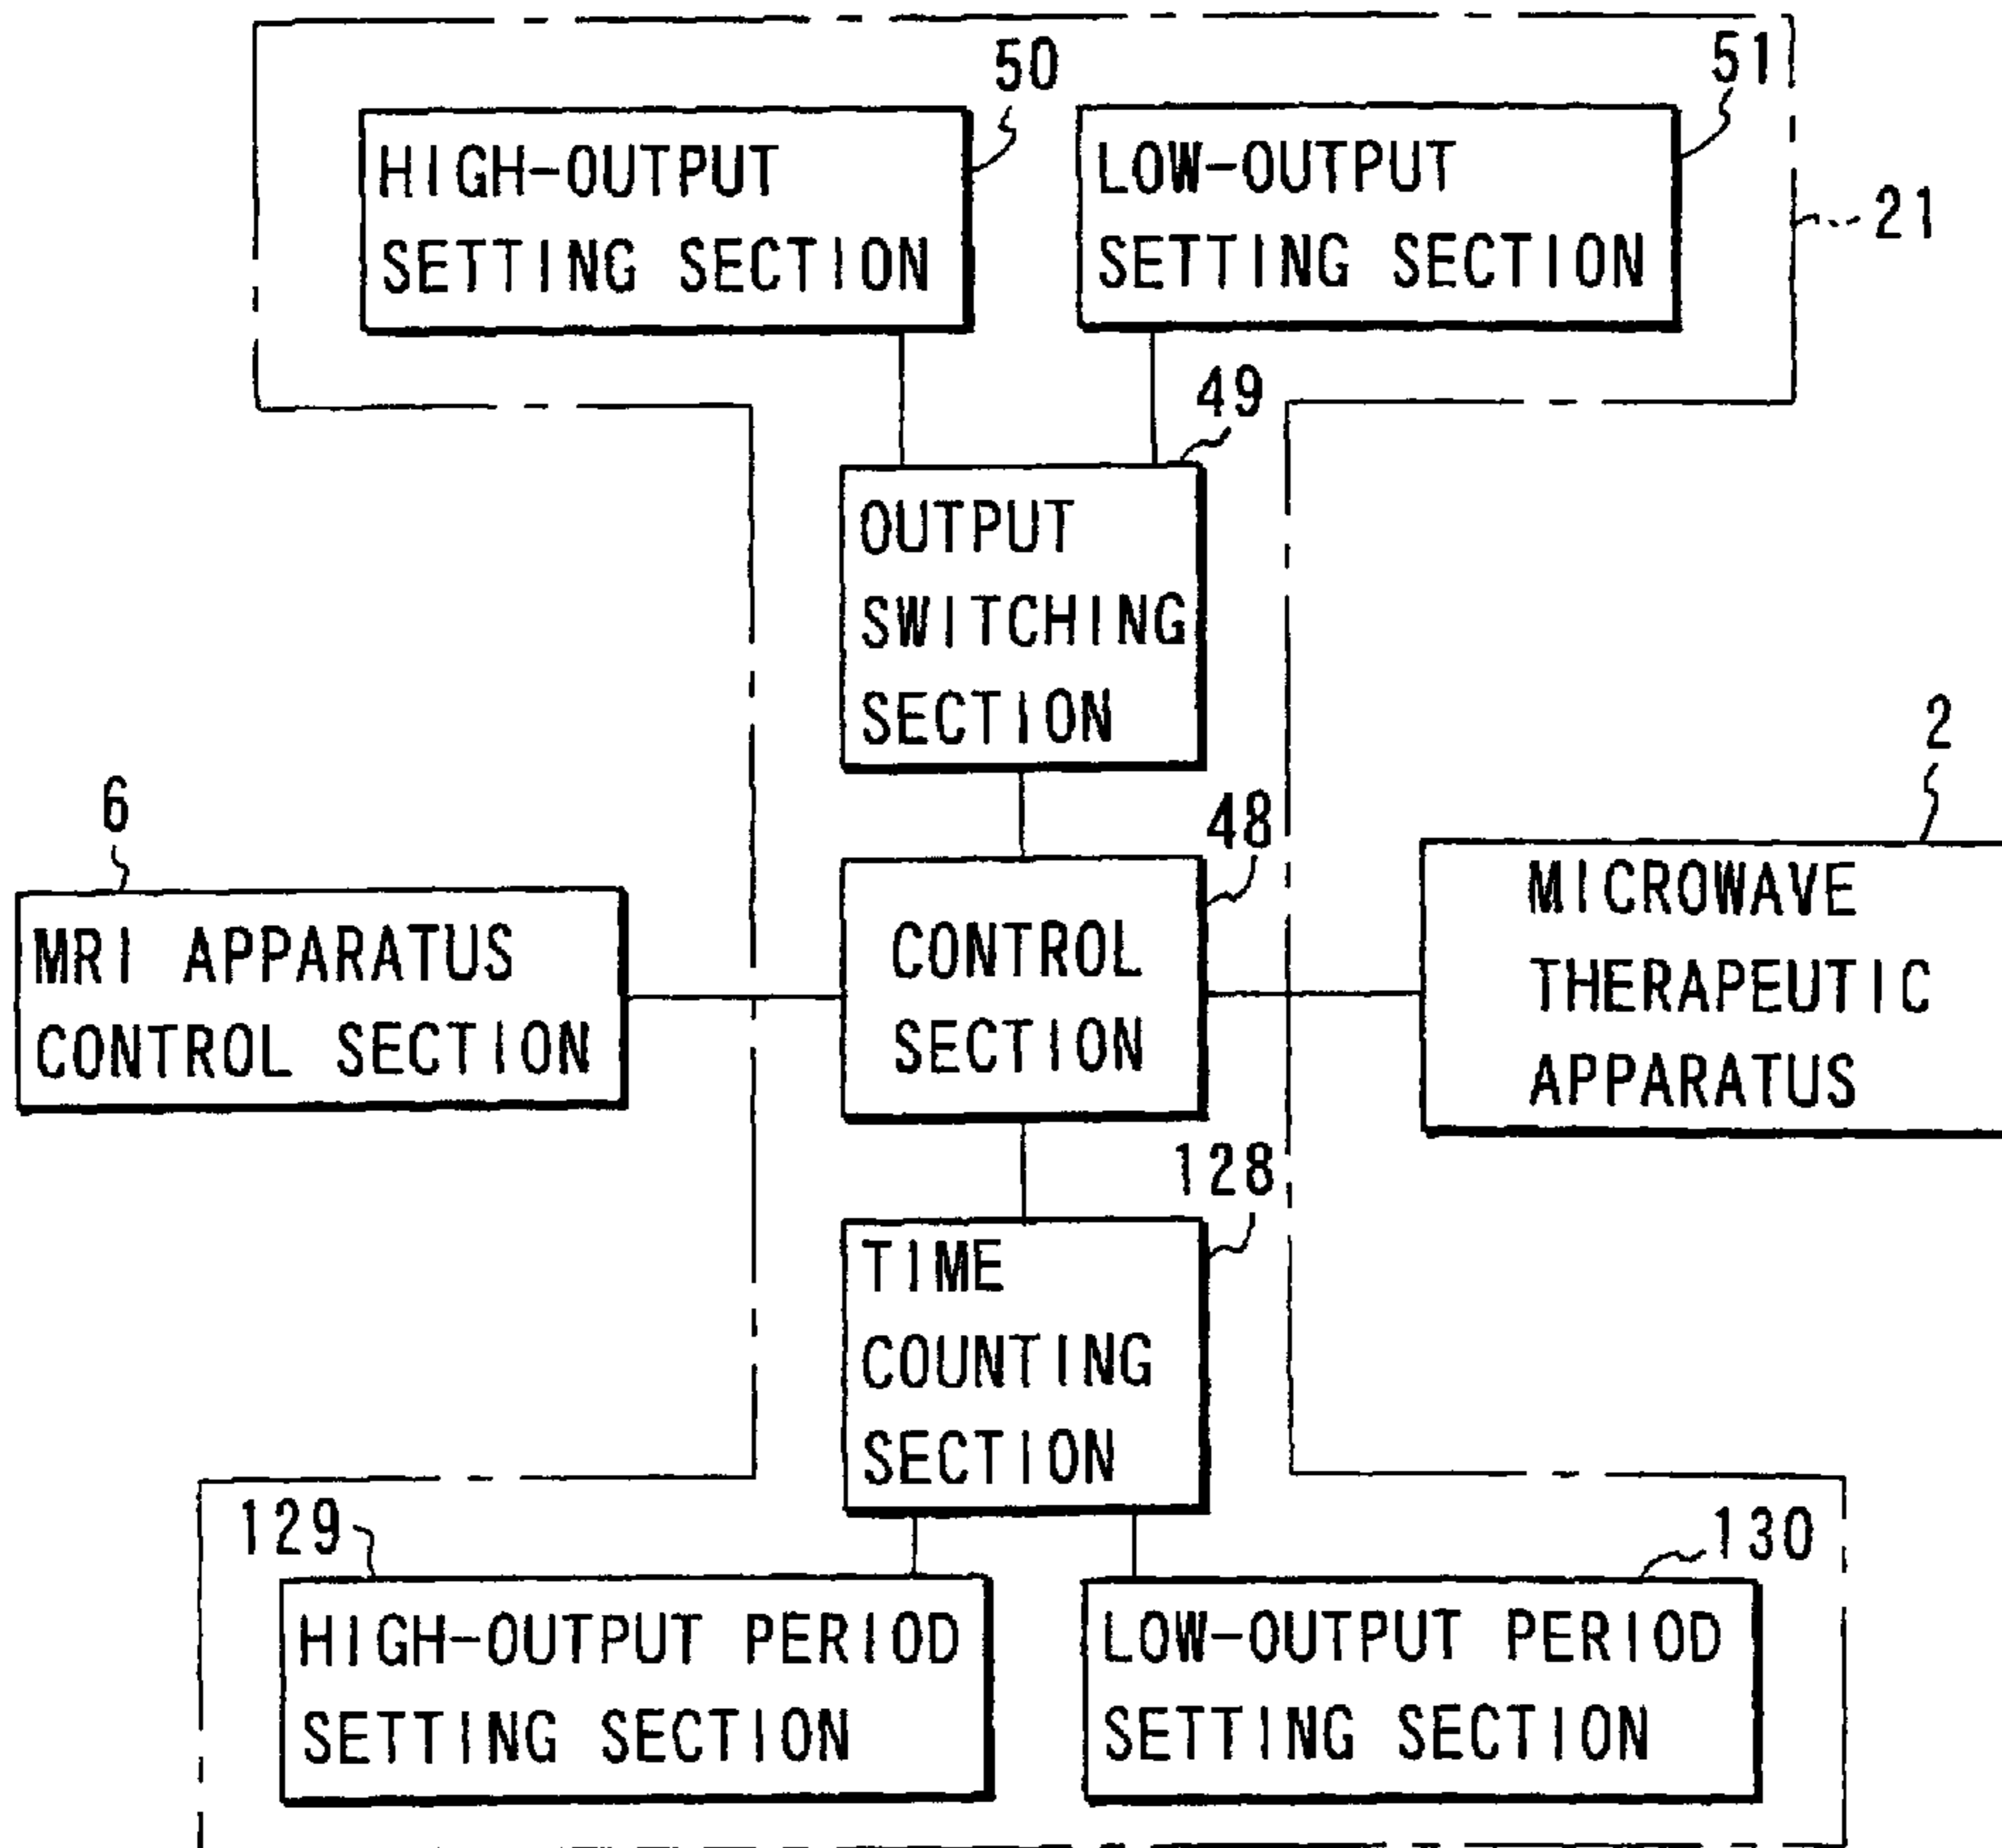 50
51
HIGH-OUTPUT
SETTING SECTION
LOW-OUTPUT
SETTING SECTION
21
49
OUTPUT
SWITCHING
SECTION
2
6
48
MRI APPARATUS
CONTROL SECTION
CONTROL
SECTION
MICROWAVE
THERAPEUTIC
APPARATUS
128
TIME
COUNTING
SECTION
129
130
HIGH-OUTPUT PERIOD
SETTING SECTION
LOW-OUTPUT PERIOD
SETTING SECTION